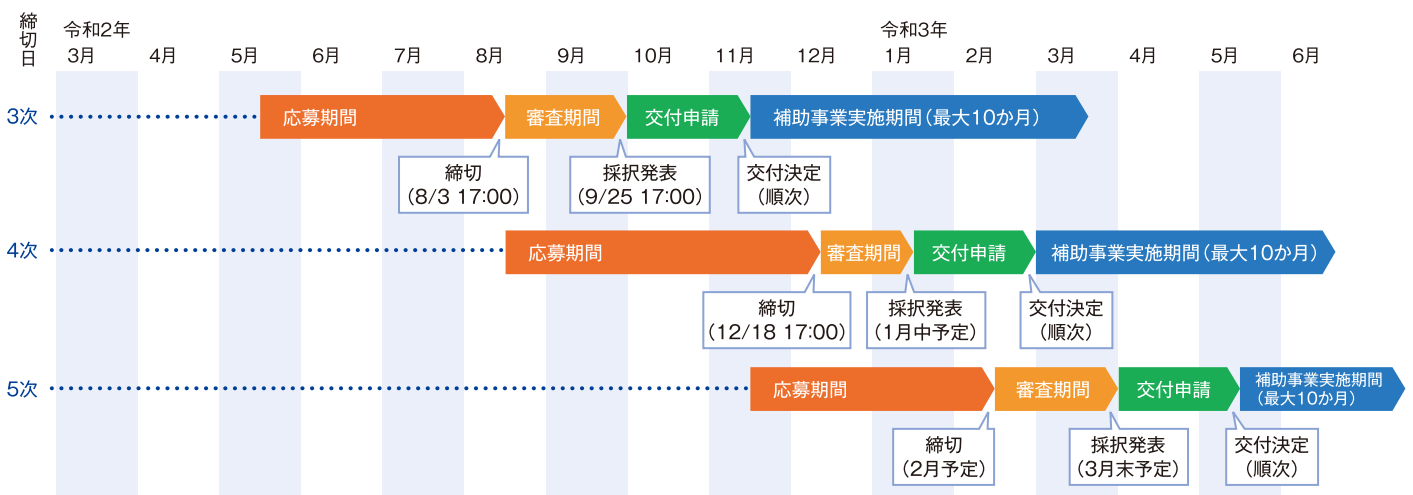 締切日
令和2年
令和3年
3月 4月 5月 6月 7月 8月 9月 10月 11月 12月 1月 2月 3月 4月 5月 6月
3次
応募期間
審査期間
交付申請
補助事業実施期間(最大10か月)
締切
(8/3 17:00)
採択発表
(9/25 17:00)
交付決定
(順次)
4次
応募期間
審査期間
交付申請
補助事業実施期間(最大10か月)
締切
(12/18 17:00)
採択発表
(1月中予定)
交付決定
(順次)
5次
応募期間
審査期間
交付申請
補助事業実施期間
(最大10か月)
締切
(2月予定)
採択発表
(3月末予定)
交付決定
(順次)